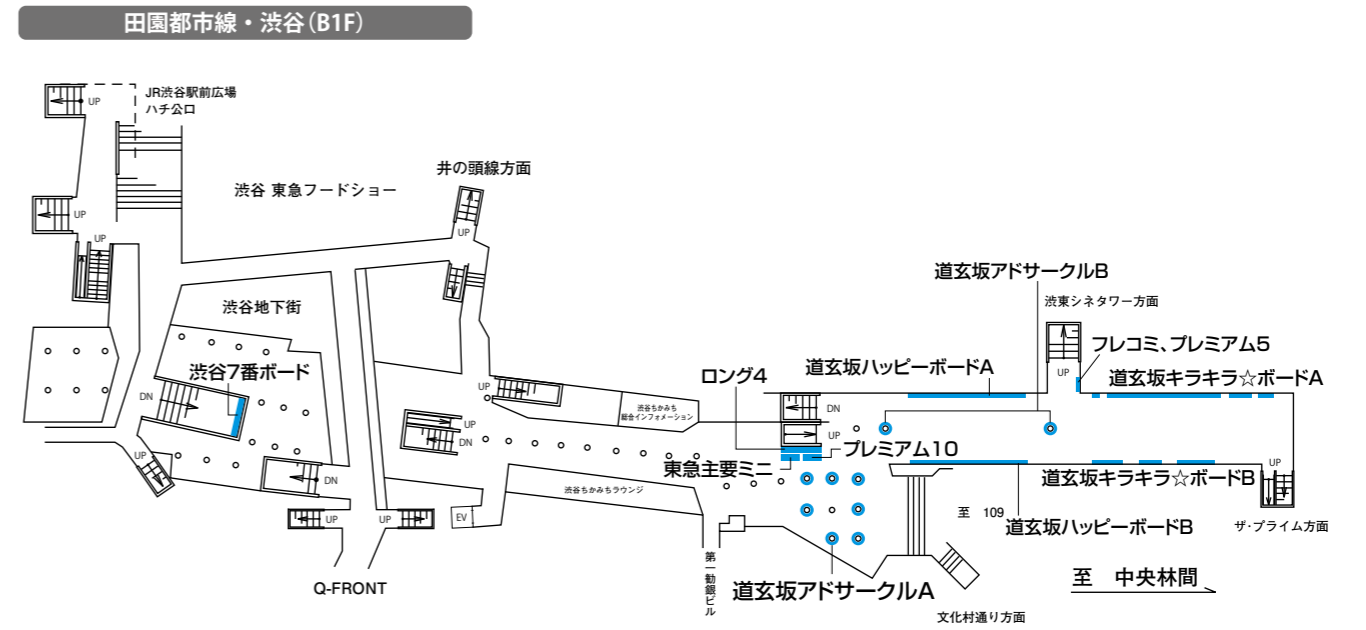 田園都市線・渋谷(B1F)
JR渋谷駅前広場
ハチ公口
UP
井の頭線方面
渋谷 東急フードショー
UP
UP
UP
道玄坂アドサークルB
渋東シネタワー方面
渋谷地下街
フレコミ、プレミアム5
道玄坂ハッピーボードA
UP
渋谷7番ボード
ロング4
道玄坂キラキラ☆ボードA
UP
DN
渋谷ちかみち
総合インフォメーション
DN
UP
UP
DN
プレミアム10
UP
東急主要ミニ
UP
DN
道玄坂キラキラ☆ボードB
渋谷ちかみちラウンジ
UP
UP
EV
至 109
道玄坂ハッピーボードB
ザ・プライム方面
第一勧銀ビル
至 中央林間
Q-FRONT
道玄坂アドサークルA
文化村通り方面